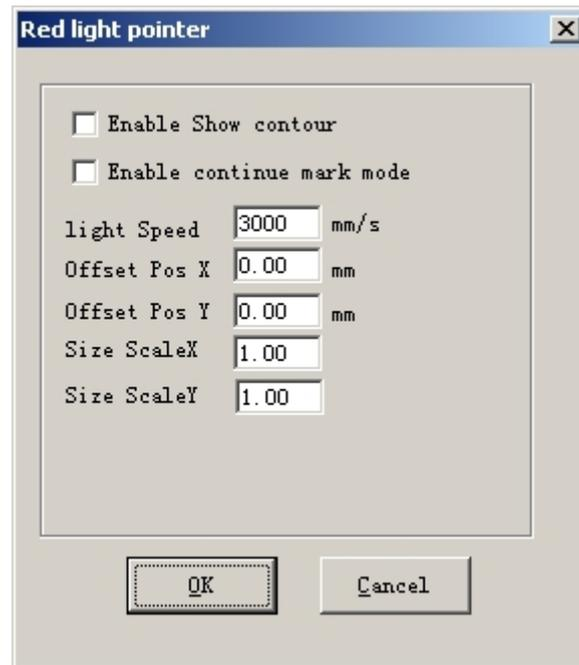 Red light pointer
Enable Show contour
Enable continue mark mode
light Speed 3000 mm/s
Offset Pos X 0.00 mm
Offset Pos Y 0.00 mm
Size ScaleX 1.00
Size ScaleY 1.00
OK Cancel